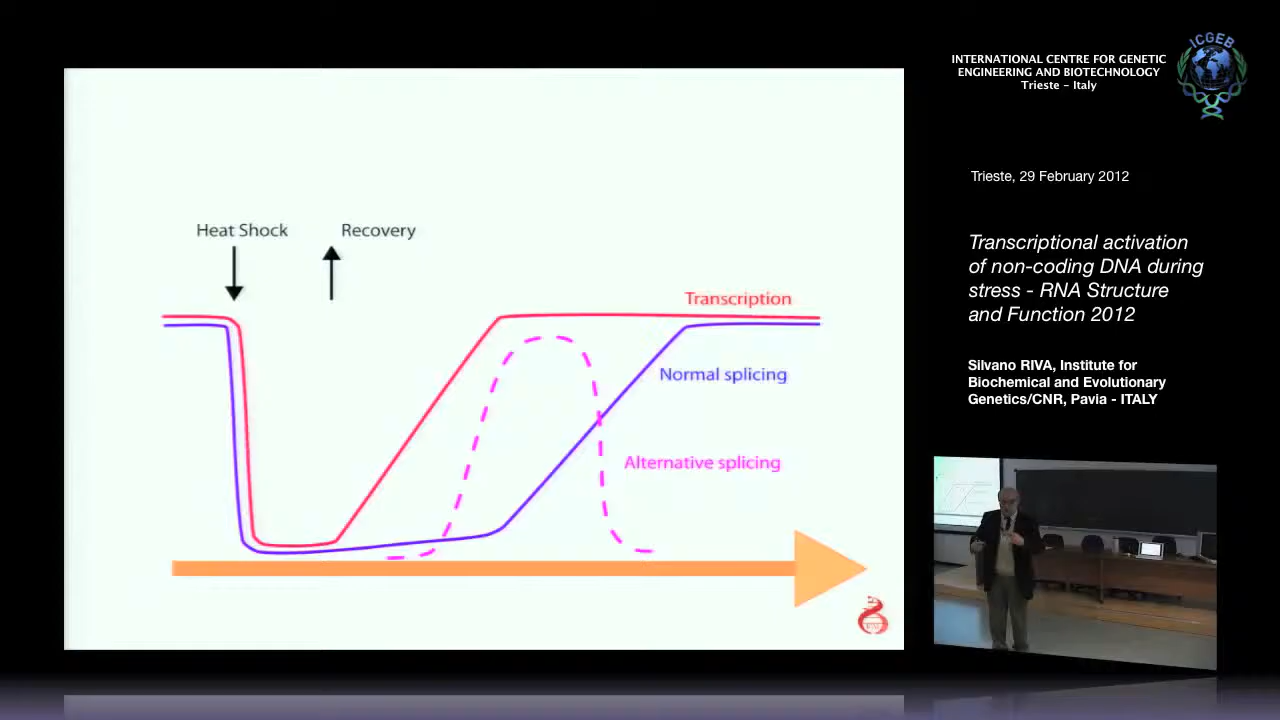 Heat Shock
Recovery
Transcription
Normal splicing
Alternative splicing
INTERNATIONAL CENTRE FOR GENETIC
ENGINEERING AND BIOTECHNOLOGY
Trieste – Italy
ICGEB
Trieste, 29 February 2012
Transcriptional activation
of non-coding DNA during
stress - RNA Structure
and Function 2012
Silvano RIVA, Institute for
Biochemical and Evolutionary
Genetics/CNR, Pavia - ITALY